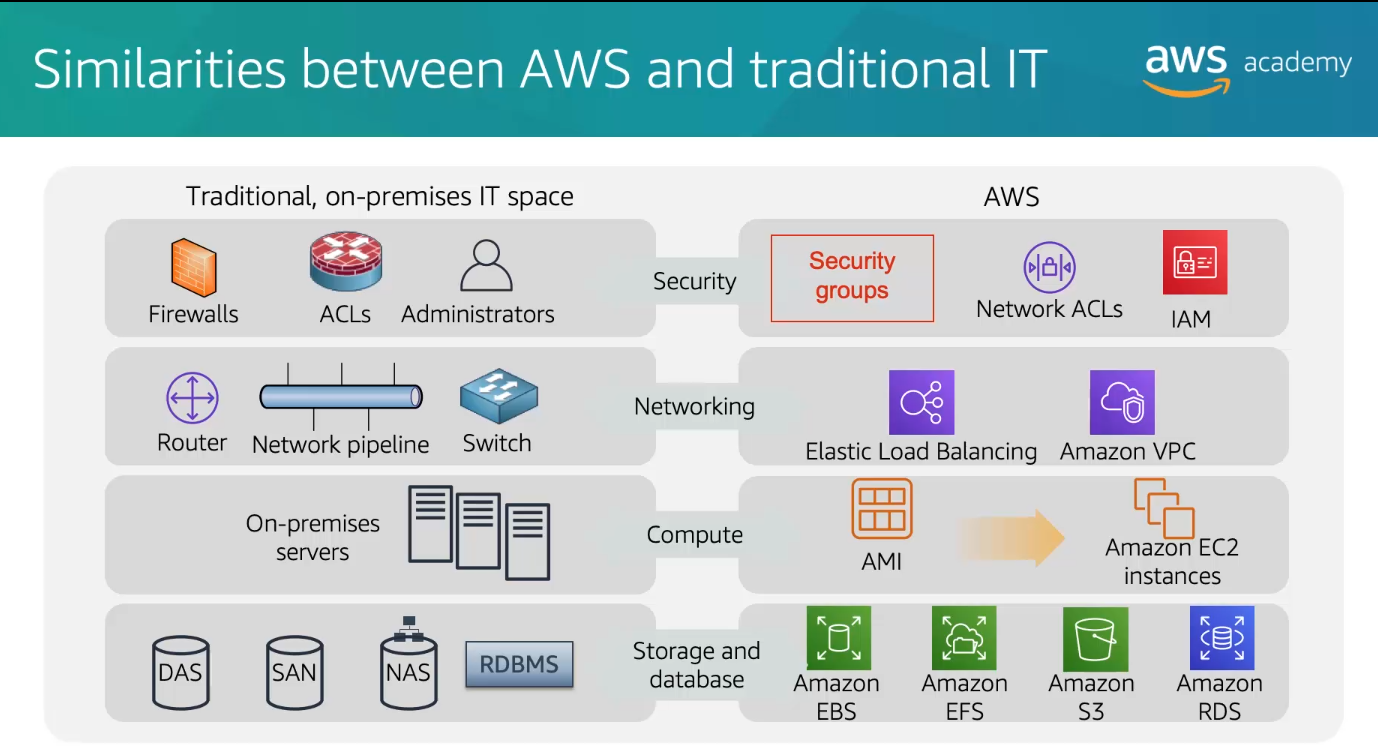 Similarities between AWS and traditional IT
aws academy
Traditional, on-premises IT space
AWS
Firewalls
ACLs
Administrators
Security
Security
groups
Network ACLs
IAM
Router
Network pipeline
Switch
Networking
Elastic Load Balancing
Amazon VPC
On-premises
servers
Compute
AMI
Amazon EC2
instances
DAS
SAN
NAS
RDBMS
Storage and
database
Amazon
EBS
Amazon
EFS
Amazon
S3
Amazon
RDS